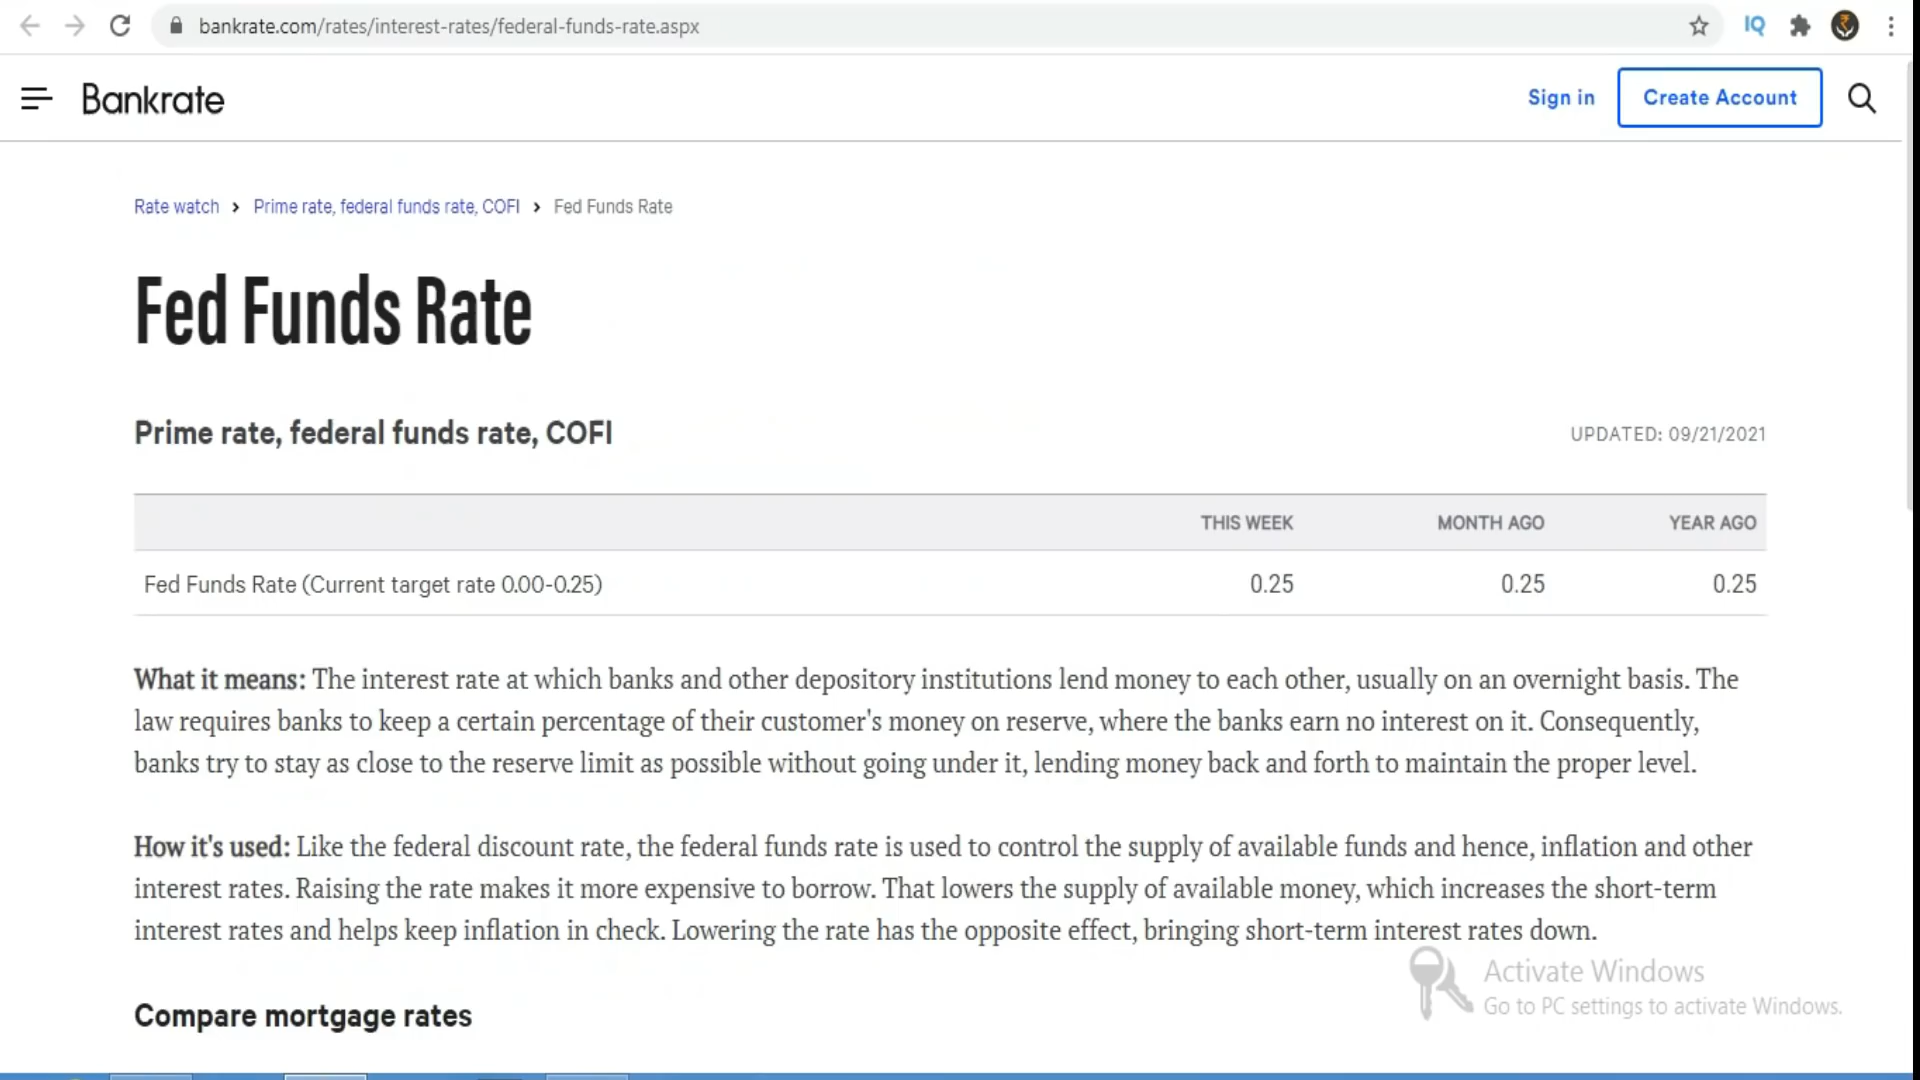 bankrate.com/rates/interest-rates/federal-funds-rate.aspx
IQ
Bankrate
Sign in
Create Account
Rate watch > Prime rate, federal funds rate, COFI > Fed Funds Rate
Fed Funds Rate
Prime rate, federal funds rate, COFI
UPDATED: 09/21/2021
THIS WEEK MONTH AGO YEAR AGO
Fed Funds Rate (Current target rate 0.00-0.25) 0.25 0.25 0.25
What it means: The interest rate at which banks and other depository institutions lend money to each other, usually on an overnight basis. The
law requires banks to keep a certain percentage of their customer's money on reserve, where the banks earn no interest on it. Consequently,
banks try to stay as close to the reserve limit as possible without going under it, lending money back and forth to maintain the proper level.
How it's used: Like the federal discount rate, the federal funds rate is used to control the supply of available funds and hence, inflation and other
interest rates. Raising the rate makes it more expensive to borrow. That lowers the supply of available money, which increases the short-term
interest rates and helps keep inflation in check. Lowering the rate has the opposite effect, bringing short-term interest rates down.
Activate Windows
Go to PC settings to activate Windows.
Compare mortgage rates